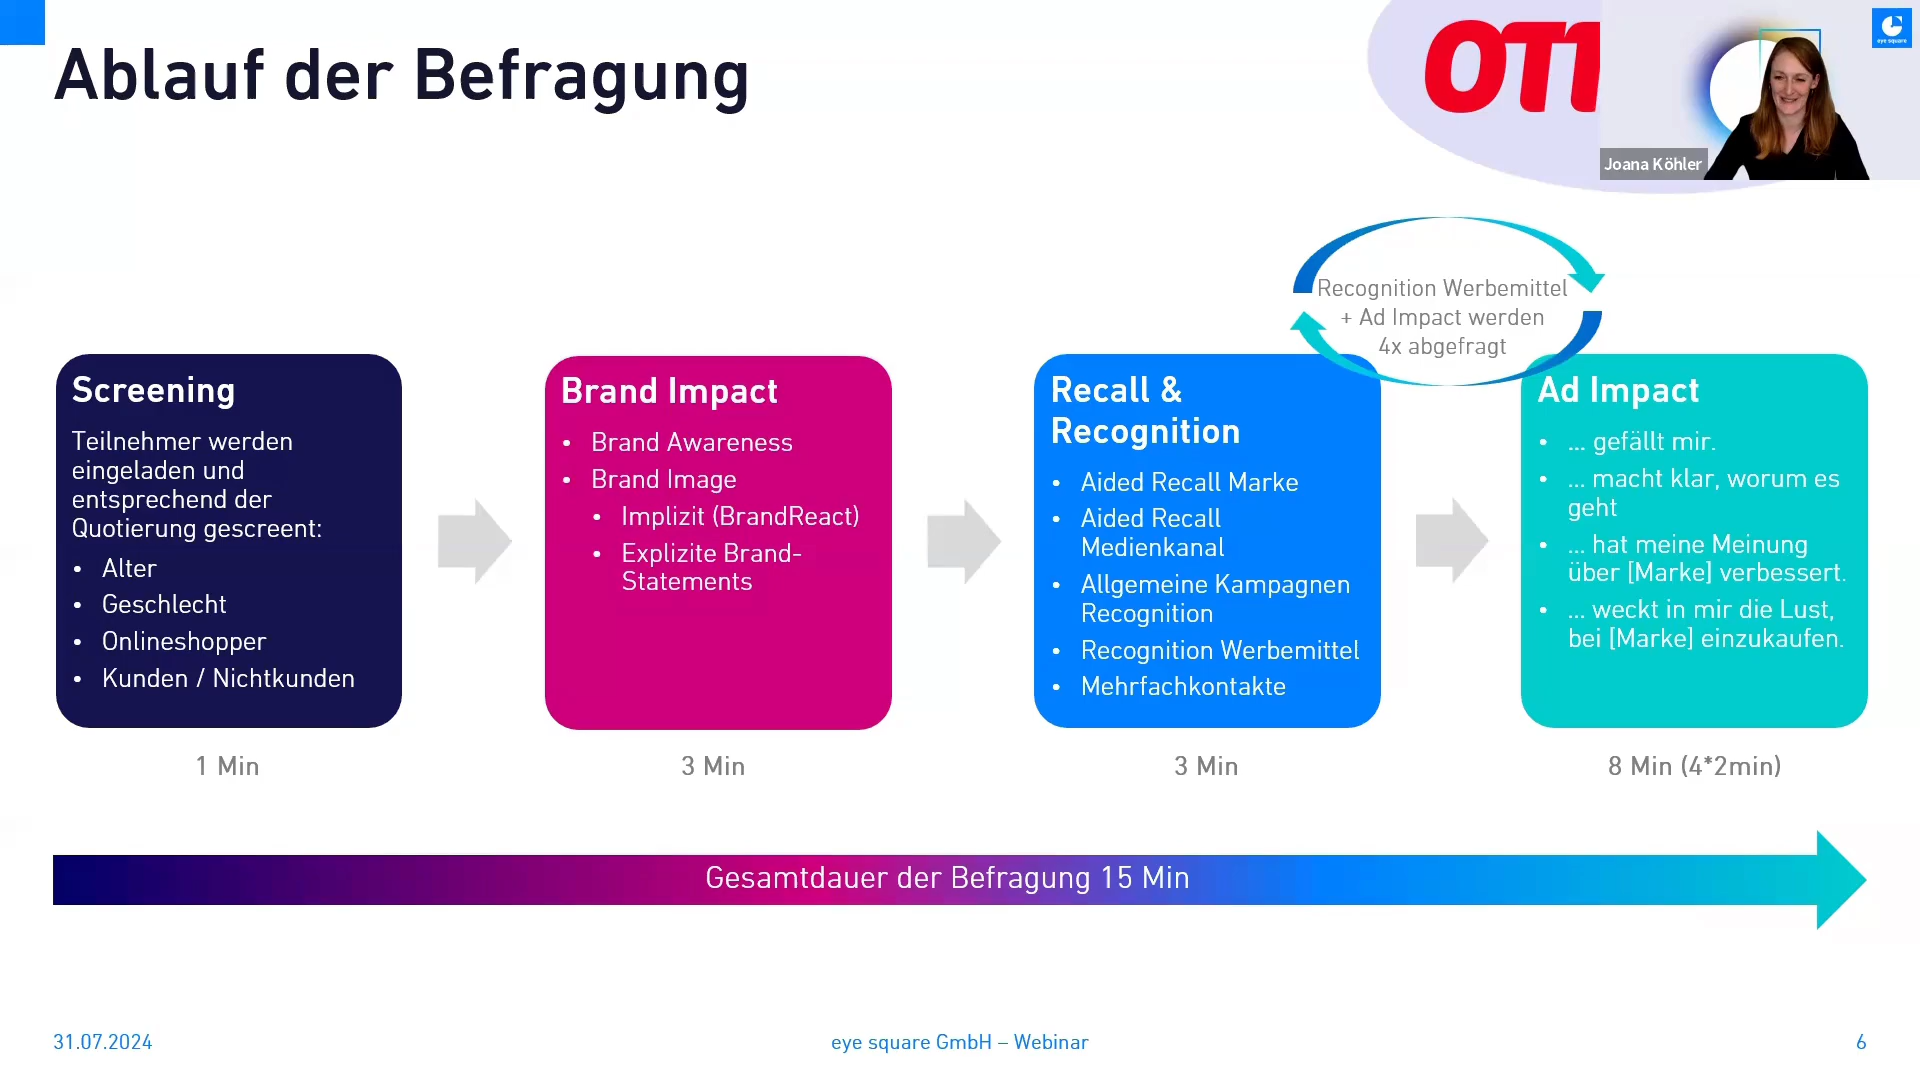 Ablauf der Befragung
eye square
Joana Köhler
Recognition Werbemittel
+ Ad Impact werden
4x abgefragt
Screening
Teilnehmer werden
eingeladen und
entsprechend der
Quotierung gescreent:
• Alter
• Geschlecht
• Onlineshopper
• Kunden / Nichtkunden
1 Min
Brand Impact
• Brand Awareness
• Brand Image
• Implizit (BrandReact)
• Explizite Brand-
Statements
3 Min
Recall &
Recognition
• Aided Recall Marke
• Aided Recall
Medienkanal
• Allgemeine Kampagnen
Recognition
• Recognition Werbemittel
• Mehrfachkontakte
3 Min
Ad Impact
• ... gefällt mir.
• ... macht klar, worum es
geht
• ... hat meine Meinung
über [Marke] verbessert.
• ... weckt in mir die Lust,
bei [Marke] einzukaufen.
8 Min (4*2min)
Gesamtdauer der Befragung 15 Min
31.07.2024
eye square GmbH – Webinar
6